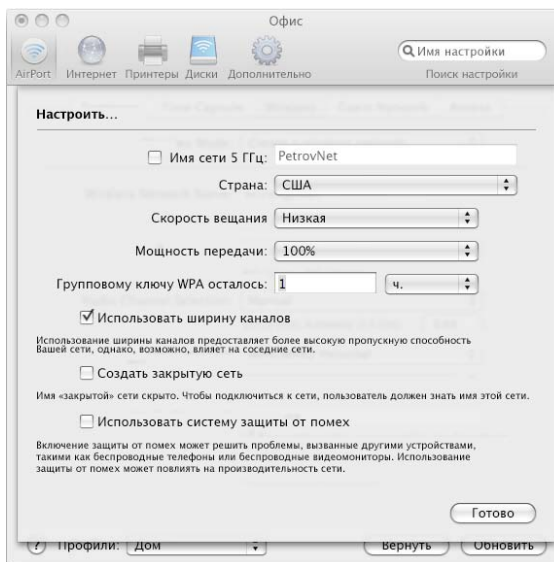 Офис
AirPort Интернет Принтеры Диски Дополнительно
Имя настройки
Поиск настройки
Настроить...
Имя сети 5 ГГц: PetrovNet
Страна: США
Скорость вещания Низкая
Мощность передачи: 100%
Групповому ключу WPA осталось: 1 ч.
Использовать ширину каналов
Использование ширины каналов предоставляет более высокую пропускную способность
Вашей сети, однако, возможно, влияет на соседние сети.
Создать закрытую сеть
Имя «закрытой» сети скрыто. Чтобы подключиться к сети, пользователь должен знать имя этой сети.
Использовать систему защиты от помех
Включение защиты от помех может решить проблемы, вызванные другими устройствами,
такими как беспроводные телефоны или беспроводные видеомониторы. Использование
защиты от помех может повлиять на производительность сети.
Готово
? Профили: Дом Вернуть Обновить